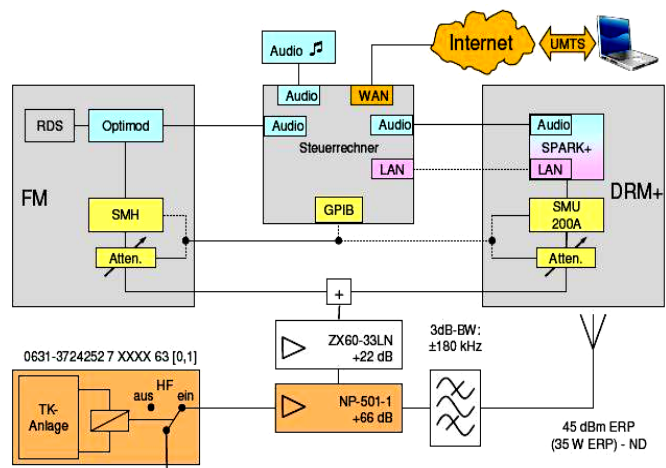 Audio
Internet
UMTS
Audio
WAN
RDS
Optimod
Audio
Audio
Audio
Steuerrechner
SPARK+
LAN
LAN
FM
DRM+
SMH
GPIB
SMU
200A
Atten.
Atten.
+
ZX60-33LN
+22 dB
3dB-BW:
±180 kHz
0631-3724252 7 XXXX 63 [0,1]
HF
aus
ein
TK-
Anlage
NP-501-1
+66 dB
45 dBm ERP
(35 W ERP) - ND